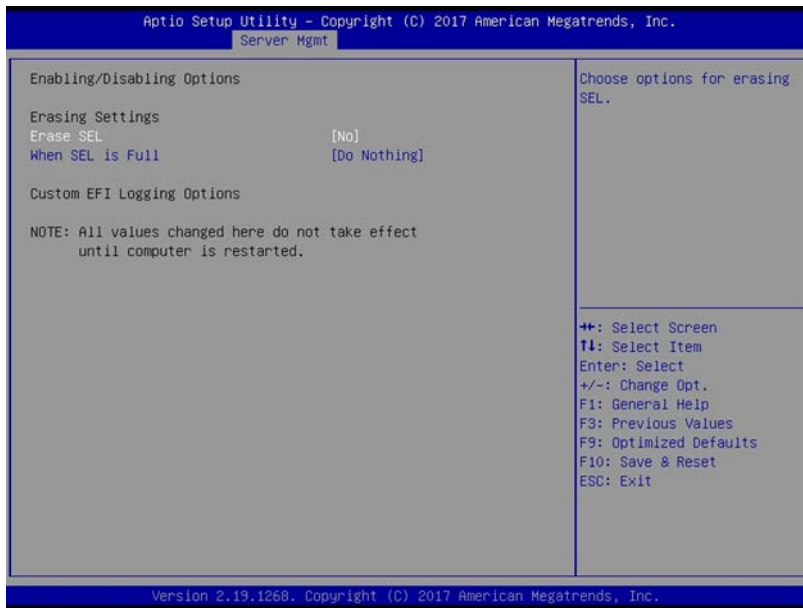 Aptio Setup Utility – Copyright (C) 2017 American Megatrends, Inc.
Server Mgmt
Enabling/Disabling Options
Erasing Settings
Erase SEL [No]
When SEL is Full [Do Nothing]
Custom EFI Logging Options
NOTE: All values changed here do not take effect
until computer is restarted.
Choose options for erasing
SEL.
→←: Select Screen
↑↓: Select Item
Enter: Select
+/-: Change Opt.
F1: General Help
F3: Previous Values
F9: Optimized Defaults
F10: Save & Reset
ESC: Exit
Version 2.19.1268. Copyright (C) 2017 American Megatrends, Inc.